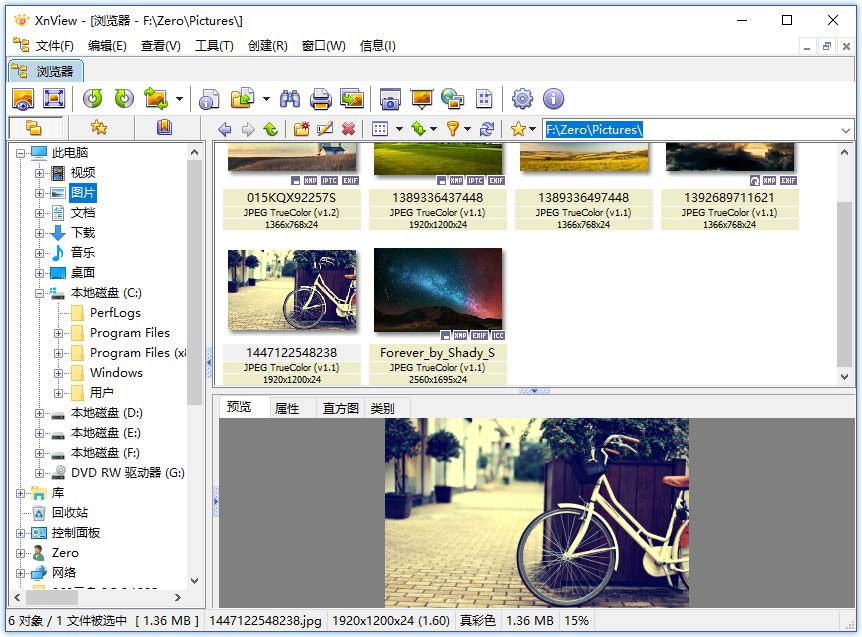 XnView - [浏览器 - F:\Zero\Pictures\]
文件(F) 编辑(E) 查看(V) 工具(T) 创建(R) 窗口(W) 信息(I)
浏览器
F:\Zero\Pictures\
此电脑
视频
图片
文档
下载
音乐
桌面
本地磁盘 (C:)
PerfLogs
Program Files
Program Files (x8
Windows
用户
本地磁盘 (D:)
本地磁盘 (E:)
本地磁盘 (F:)
DVD RW 驱动器 (G:)
库
回收站
控制面板
Zero
网络
XMP IPTC EXIF XMP IPTC EXIF XMP EXIF
015KQX92257S 1389336437448 1389336497448 1392689711621
JPEG TrueColor (v1.2) JPEG TrueColor (v1.1) JPEG TrueColor (v1.1) JPEG TrueColor (v1.1)
1366x768x24 1920x1200x24 1366x768x24 1366x768x24
XMP EXIF ICC
1447122548238 Forever_by_Shady_S
JPEG TrueColor (v1.1) JPEG TrueColor (v1.1)
1920x1200x24 2560x1695x24
预览 属性 直方图 类别
6 对象 / 1 文件被选中 [ 1.36 MB ] 1447122548238.jpg 1920x1200x24 (1.60) 真彩色 1.36 MB 15%